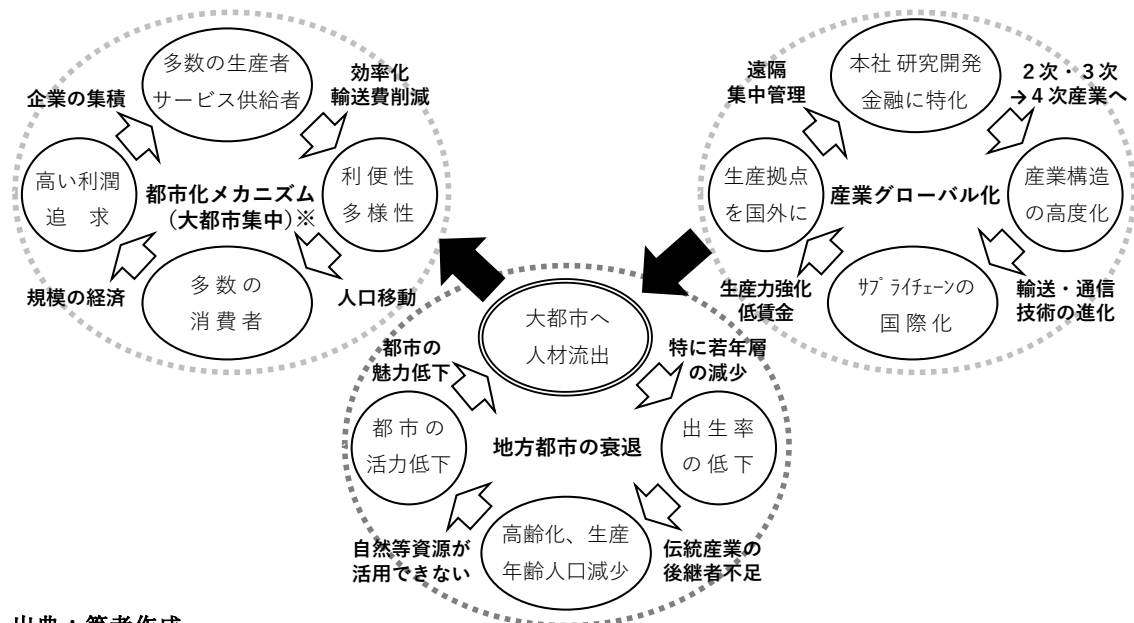 多数の生産者
サービス供給者
企業の集積
効率化
輸送費削減
高い利潤
追 求
都市化メカニズム
(大都市集中)※
利便性
多様性
規模の経済
多数の
消費者
人口移動
遠隔
集中管理
本社 研究開発
金融に特化
2次・3次
→4次産業へ
生産拠点
を国外に
産業グローバル化
産業構造
の高度化
生産力強化
低賃金
サプライチェーンの
国際化
輸送・通信
技術の進化
大都市へ
人材流出
都市の
魅力低下
特に若年層
の減少
都市の
活力低下
地方都市の衰退
出生率
の低下
自然等資源が
活用できない
高齢化、生産
年齢人口減少
伝統産業の
後継者不足
出典:筆者作成